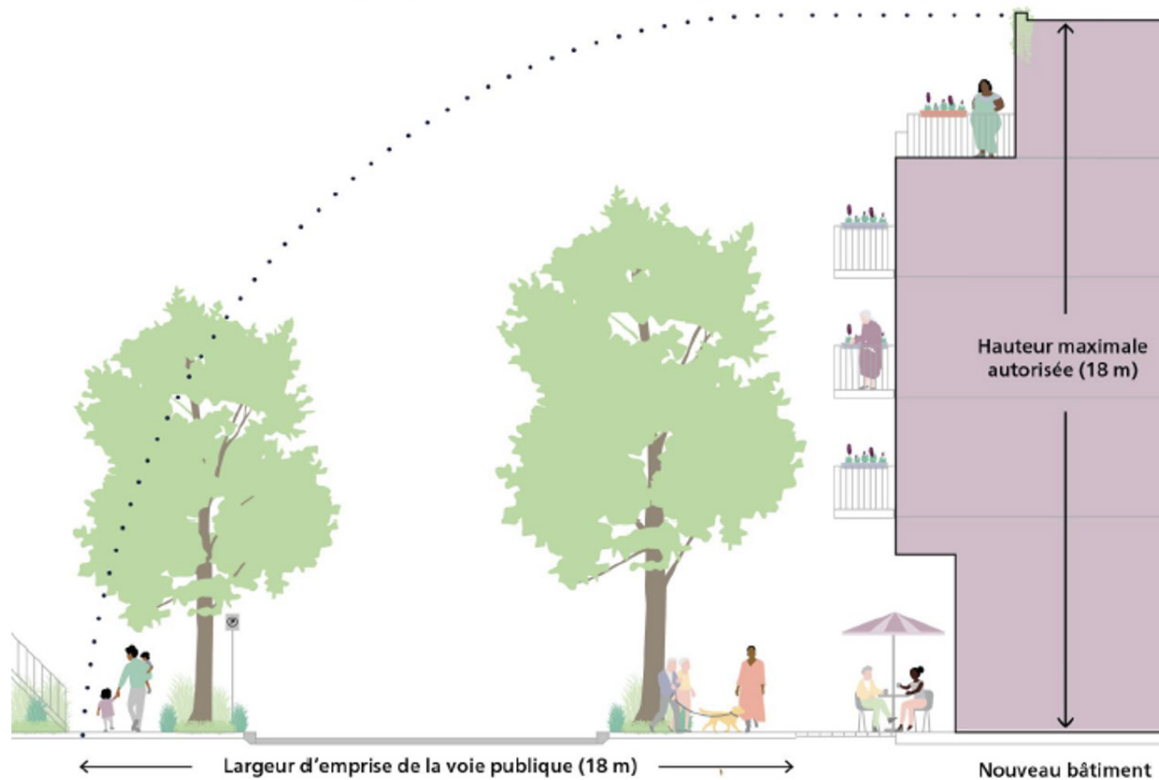 Hauteur maximale
autorisée (18 m)
Largeur d'emprise de la voie publique (18 m)
Nouveau bâtiment